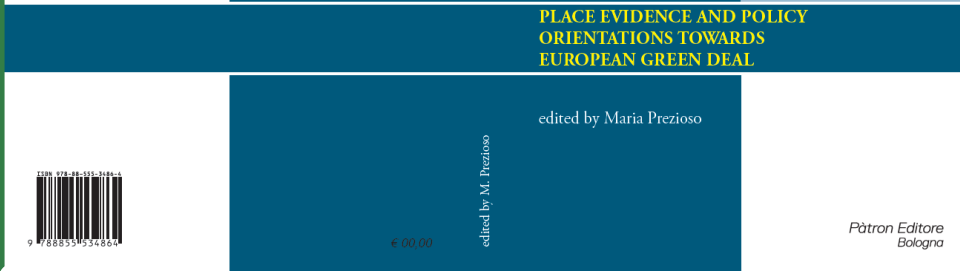 PLACE EVIDENCE AND POLICY
ORIENTATIONS TOWARDS
EUROPEAN GREEN DEAL
edited by Maria Prezioso
edited by M. Prezioso
ISBN 978-88-555-3486-4
9 788855 534864
€ 00,00
Pàtron Editore
Bologna